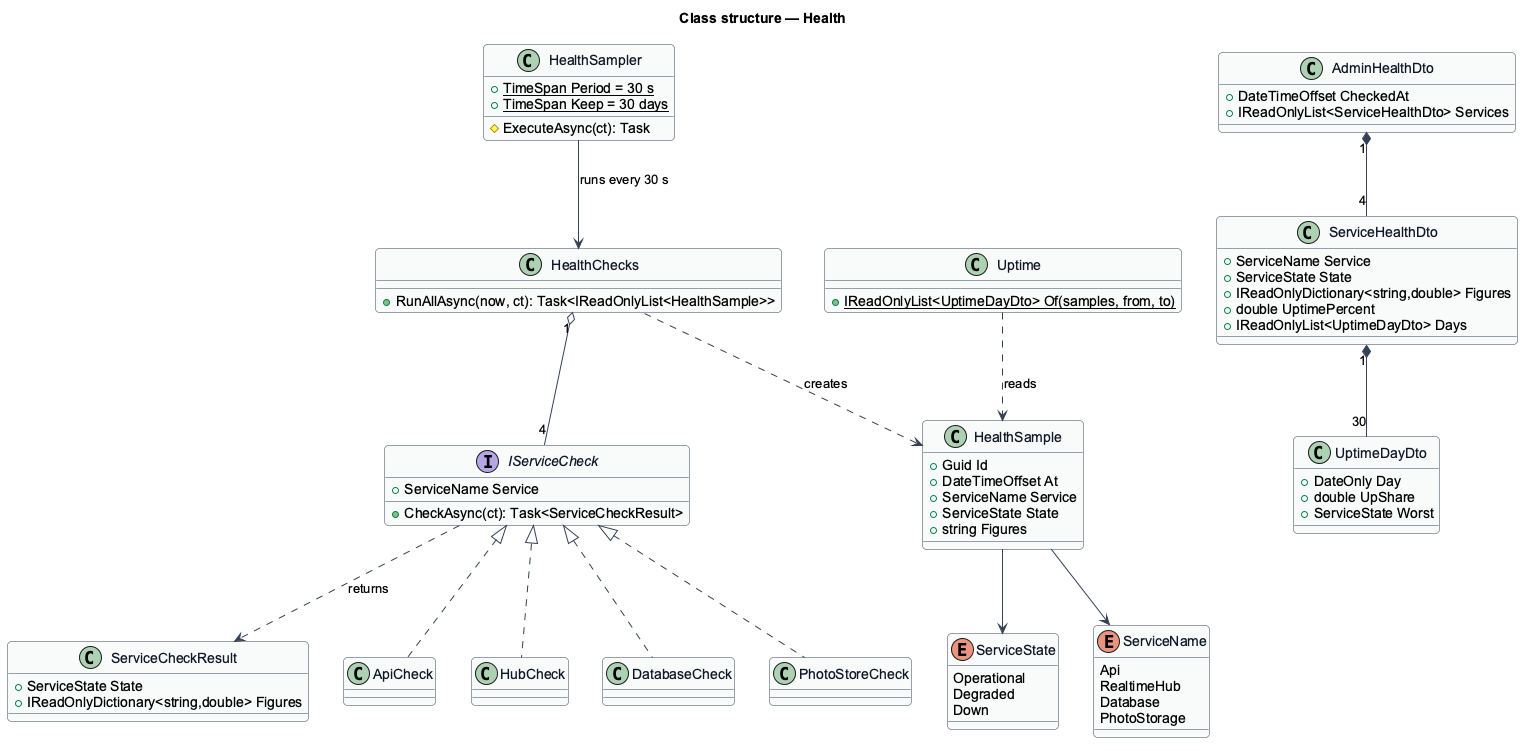 Class structure — Health
C HealthSampler
TimeSpan Period = 30 s
TimeSpan Keep = 30 days
ExecuteAsync(ct): Task
runs every 30 s
C HealthChecks
RunAllAsync(now, ct): Task<IReadOnlyList<HealthSample>>
C Uptime
IReadOnlyList<UptimeDayDto> Of(samples, from, to)
C AdminHealthDto
DateTimeOffset CheckedAt
IReadOnlyList<ServiceHealthDto> Services
1
4
C ServiceHealthDto
ServiceName Service
ServiceState State
IReadOnlyDictionary<string,double> Figures
double UptimePercent
IReadOnlyList<UptimeDayDto> Days
1
30
C UptimeDayDto
DateOnly Day
double UpShare
ServiceState Worst
1
4
creates
reads
I IServiceCheck
ServiceName Service
CheckAsync(ct): Task<ServiceCheckResult>
C HealthSample
Guid Id
DateTimeOffset At
ServiceName Service
ServiceState State
string Figures
returns
C ServiceCheckResult
ServiceState State
IReadOnlyDictionary<string,double> Figures
C ApiCheck
C HubCheck
C DatabaseCheck
C PhotoStoreCheck
E ServiceState
Operational
Degraded
Down
E ServiceName
Api
RealtimeHub
Database
PhotoStorage